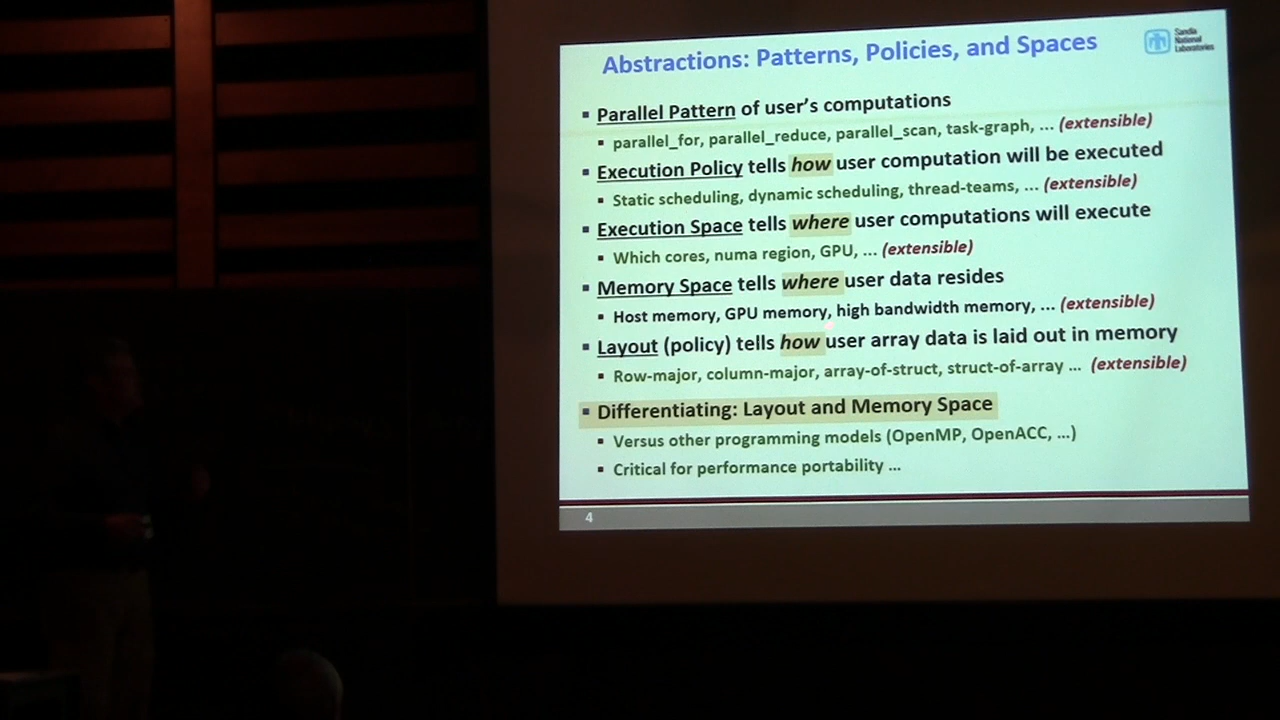 Abstractions: Patterns, Policies, and Spaces
Sandia
National
Laboratories
▪ Parallel Pattern of user's computations
▪ parallel_for, parallel_reduce, parallel_scan, task-graph, ... (extensible)
▪ Execution Policy tells how user computation will be executed
▪ Static scheduling, dynamic scheduling, thread-teams, ... (extensible)
▪ Execution Space tells where user computations will execute
▪ Which cores, numa region, GPU, ... (extensible)
▪ Memory Space tells where user data resides
▪ Host memory, GPU memory, high bandwidth memory, ... (extensible)
▪ Layout (policy) tells how user array data is laid out in memory
▪ Row-major, column-major, array-of-struct, struct-of-array ... (extensible)
▪ Differentiating: Layout and Memory Space
▪ Versus other programming models (OpenMP, OpenACC, ...)
▪ Critical for performance portability ...
4